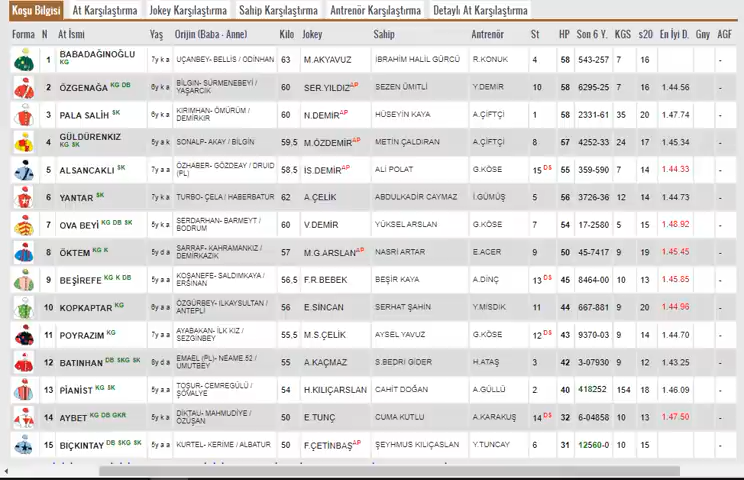 Koşu Bilgisi At Karşılaştırma Jokey Karşılaştırma Sahip Karşılaştırma Antrenör Karşılaştırma Detaylı At Karşılaştırma
Forma N At İsmi Yaş Orijin (Baba - Anne) Kilo Jokey Sahip Antrenör St HP Son 6 Y. KGS s20 En İyi D. Gny AGF
1 BABADAĞINOĞLU KG 7y k a UÇANBEY- BELLİS / ODİNHAN 63 M.AKYAVUZ İBRAHİM HALİL GÜRCÜ R.KONUK 4 58 543-257 7 16 -
2 ÖZGENAĞA KG DB BİLGİN- SÜRMENEBEYİ / YAŞARCIK 60 SER.YILDIZ AP SEZEN ÜMİTLİ Y.DEMİR 10 58 6295-25 7 16 1.44.56 -
3 PALA SALİH SK KIRIMHAN- ÖMÜRÜM / DEMİRKIR 60 N.DEMİR AP HÜSEYİN KAYA A.ÇİFTÇİ 1 58 2331-61 35 20 1.47.74 -
4 GÜLDÜRENKIZ KG SK SONALP- AKAY / BİLGİN 59,5 M.ÖZDEMİR AP METİN ÇALDIRAN A.ÇİFTÇİ 8 57 4252-33 24 17 1.45.34 -
5 ALSANCAKLI SK 7y a a ÖZHABER- GÖZDEAY / DRUID (PL) 58,5 İS.DEMİR AP ALİ POLAT G.KÖSE 15 DS 55 359-590 7 14 1.44.33 -
6 YANTAR SK TURBO- ÇELA / HABERBATUR 62 A.ÇELİK ABDULKADİR CAYMAZ İ.GÜMÜŞ 5 56 3726-36 12 14 1.44.73 -
7 OVA BEYİ KG DB SK SERDARHAN- BARMEYT / BODRUM 60 V.DEMİR YÜKSEL ARSLAN G.KÖSE 7 54 17-2580 5 15 1.48.92 -
8 ÖKTEM KG K SARRAF- KAHRAMANKIZ / DEMİRKAZIK 57 M.G.ARSLAN AP NASRİ ARTAR E.ACER 9 50 45-7417 9 19 1.45.45 -
9 BEŞİREFE KG K DB KOŞANEFE- SALDIMKAYA / ERSİNAN 56,5 F.R.BEBEK BEŞİR KAYA A.DİNÇ 13 DS 45 8464-00 10 13 1.45.85 -
10 KOPKAPTAR KG ÖZGÜRBEY- ILKAYSULTAN / ANTEPLİ 56 E.SİNCAN SERHAT ŞAHİN Y.MISDIK 11 44 667-881 9 20 1.44.96 -
11 POYRAZIM KG 7y a a AYABAKAN- İLK KIZ / SEZGİNBEY 55,5 M.S.ÇELİK AYSEL YAVUZ G.KÖSE 12 DS 43 9370-03 9 14 1.44.70 -
12 BATINHAN DB SKG SK EMAEL (PL)- NEAME.52 / UMUTBEY 55 A.KAÇMAZ S.BEDRİ GİDER H.ATAŞ 3 42 3-07930 9 12 1.43.25 -
13 PİANİST KG SK TOSUR- CEMREGÜLÜ / ŞÖVALYE 54 H.KILIÇARSLAN CAHİT DOĞAN A.GÜLLÜ 2 40 418252 154 18 1.46.09 -
14 AYBET KG DB GKR DİKTAU- MAHMUDİYE / ÖZUŞAN 50 E.TUNÇ CUMA KUTLU A.KARAKUŞ 14 DS 32 6-04858 10 13 1.47.50 -
15 BIÇKINTAY DB SKG SK KURTEL- KERIME / ALBATUR 50 F.ÇETİNBAŞ AP ŞEYHMUS KILIÇASLAN Y.TUNCAY 6 31 12560-0 10 15 -